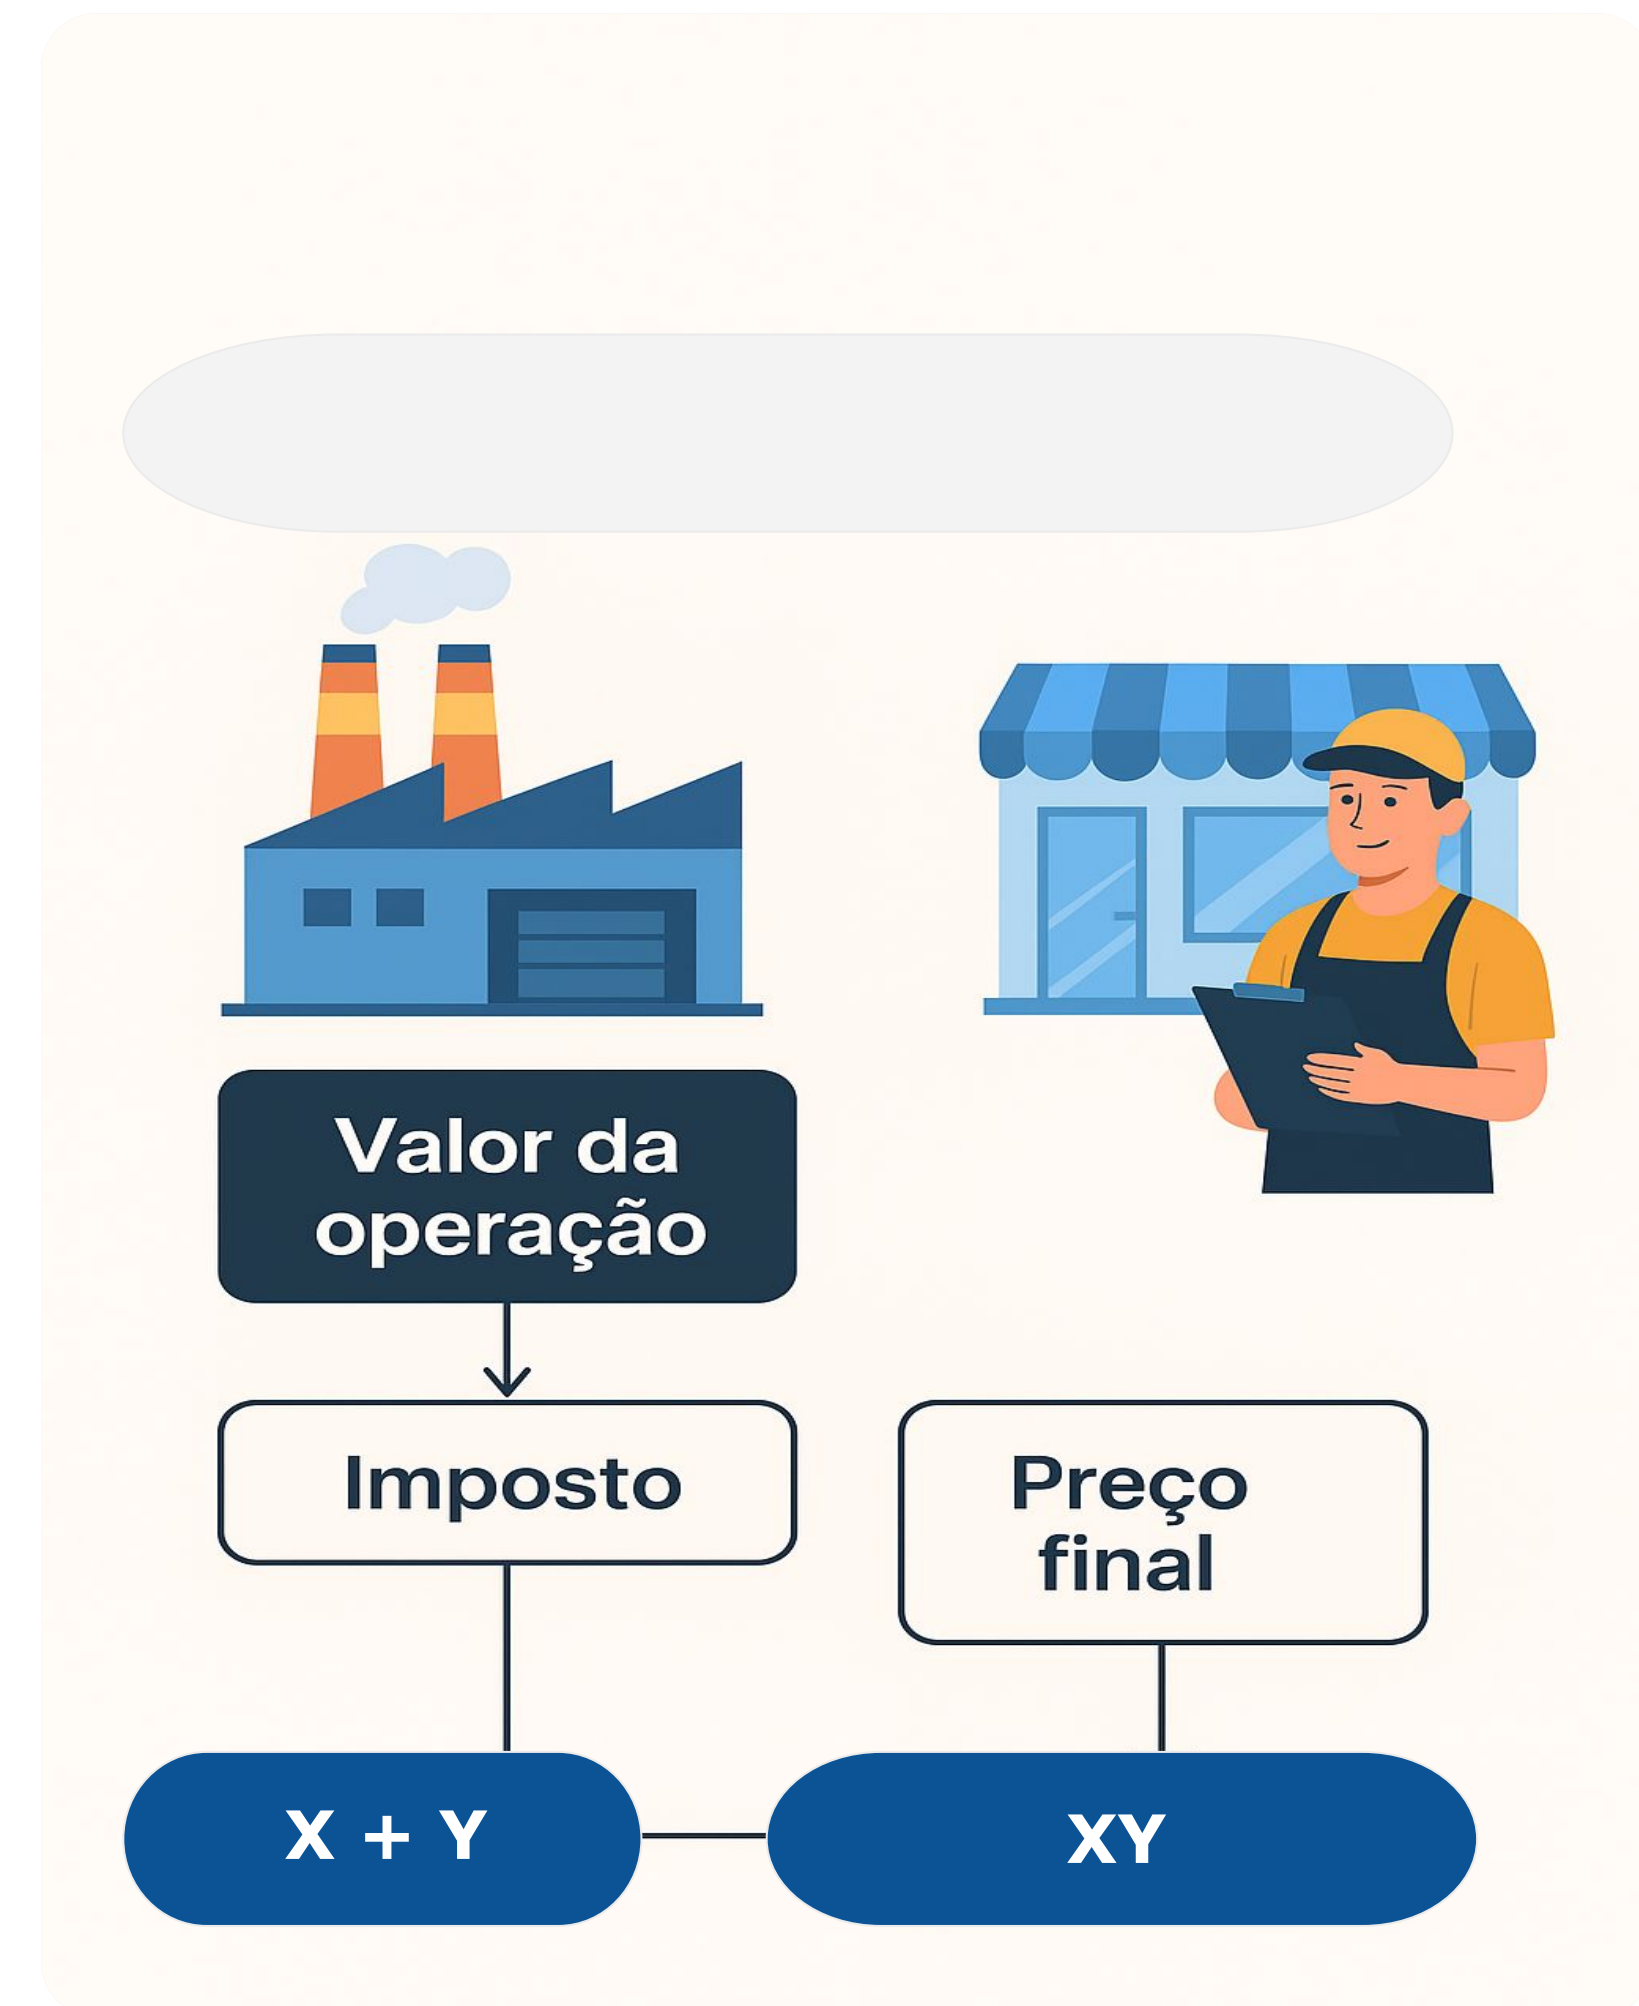 Valor da
operação
Imposto
Preço
final
X + Y
XY